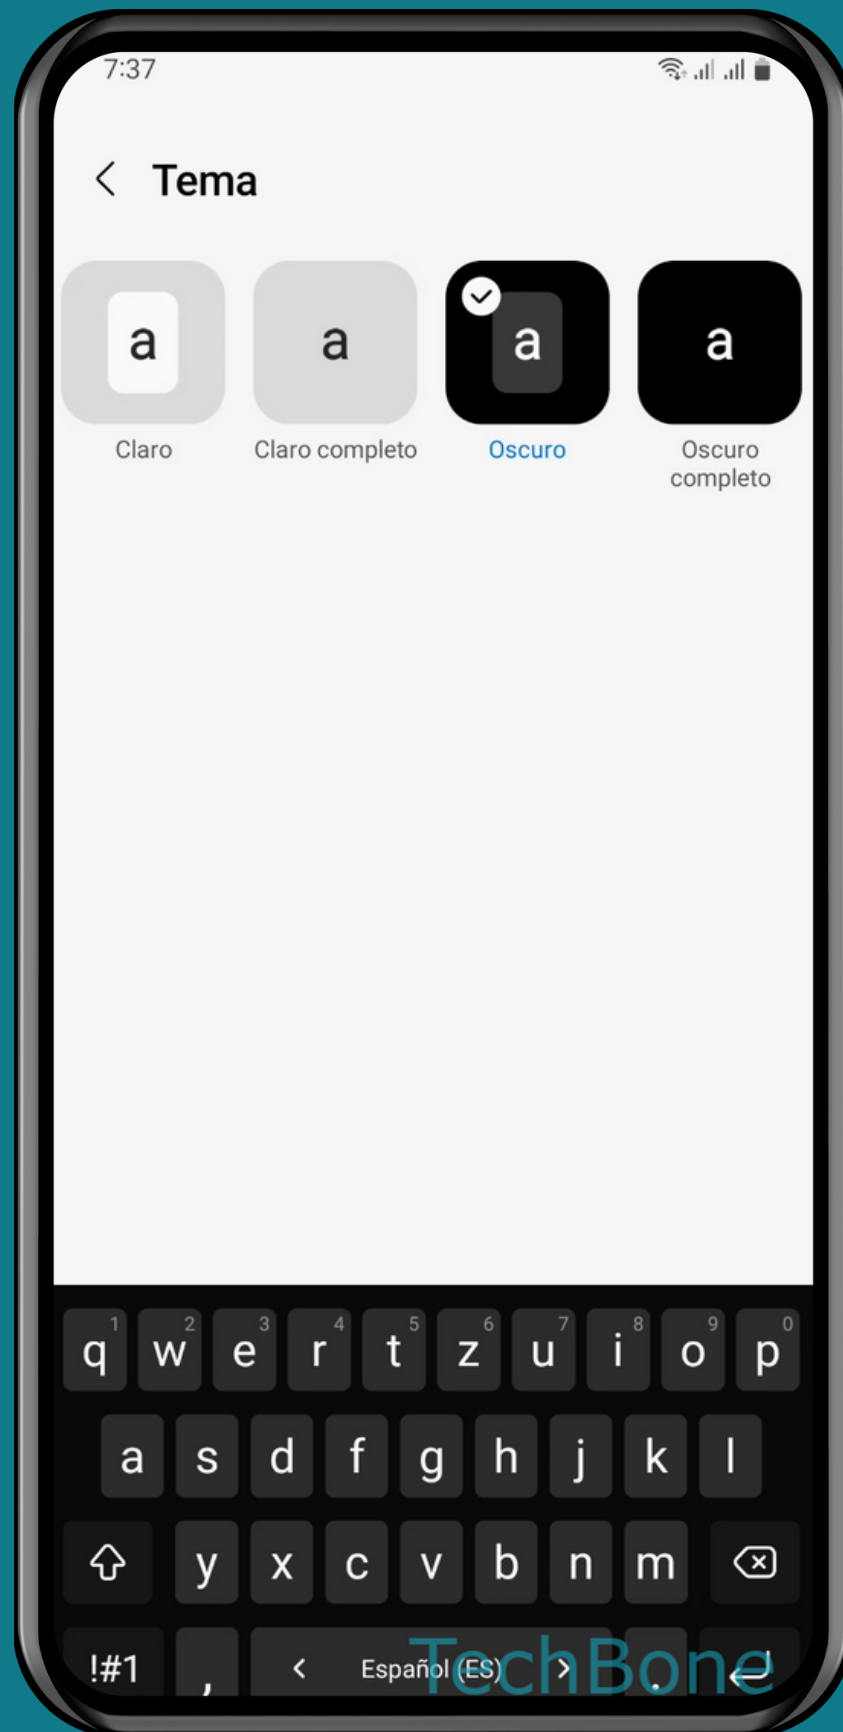 7:37
Tema
a a a a
Claro Claro completo Oscuro Oscuro completo
1 2 3 4 5 6 7 8 9 0
q w e r t z u i o p
a s d f g h j k l
y x c v b n m
!#1 , < Español (ES) > .
TechBone